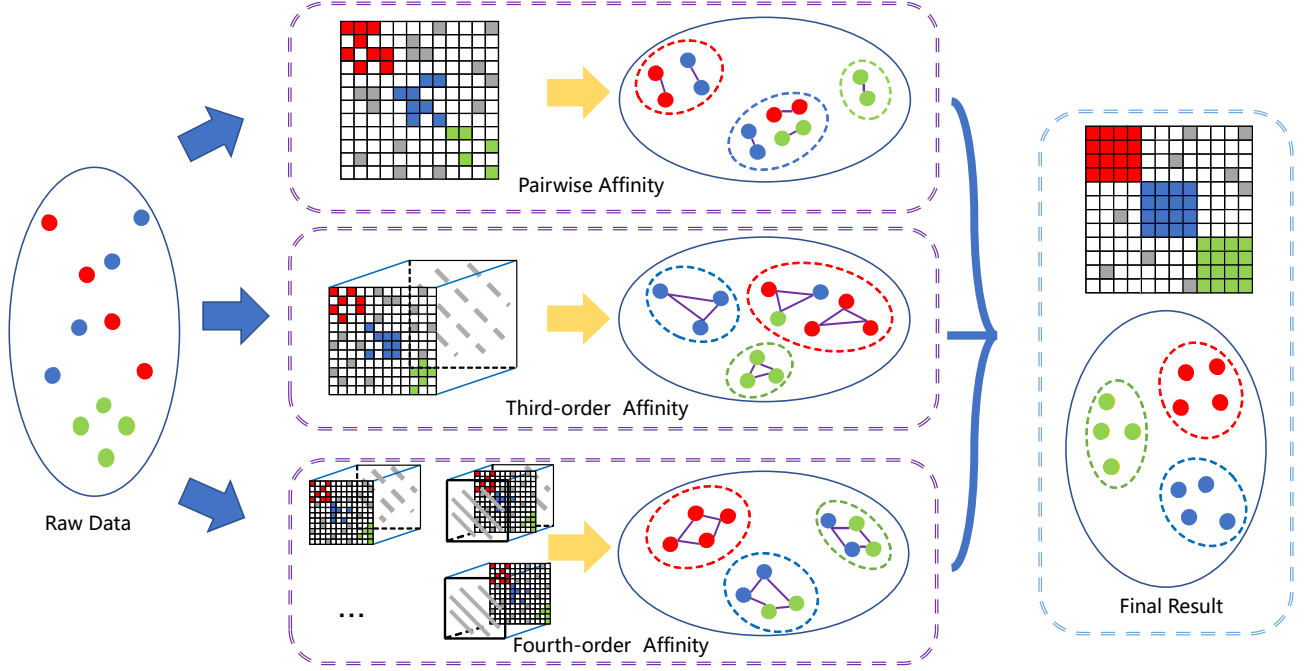 Pairwise Affinity
Third-order Affinity
Raw Data
...
Fourth-order Affinity
Final Result